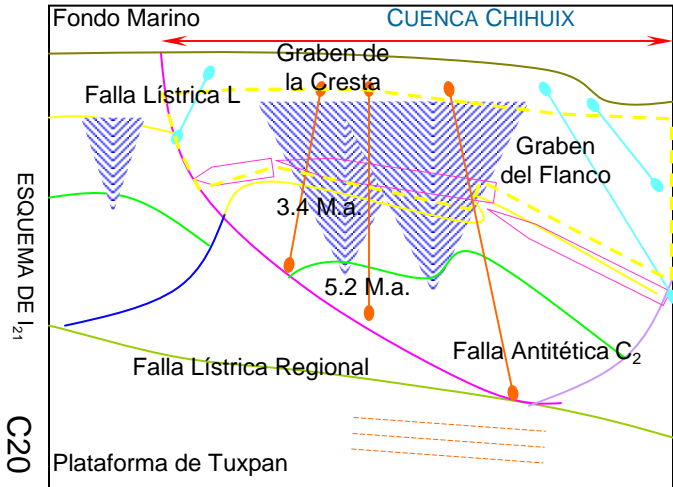 Fondo Marino
CUENCA CHIHUIX
Graben de
la Cresta
Falla Lístrica L
Graben
del Flanco
3.4 M.a.
5.2 M.a.
Falla Antitética C2
Falla Lístrica Regional
Plataforma de Tuxpan
ESQUEMA DE I21
C20